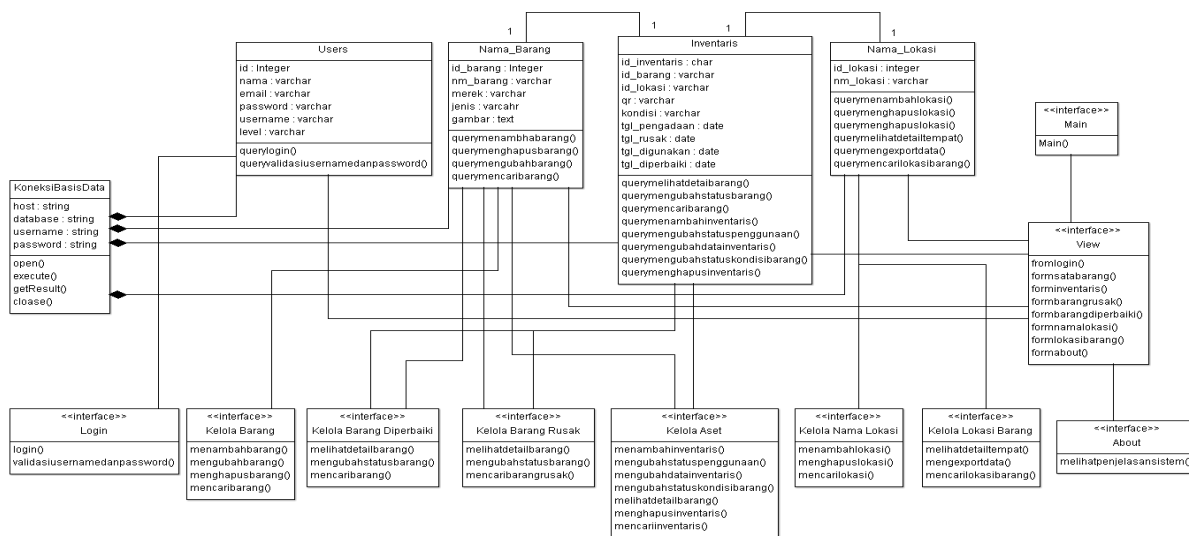 1
1
1
1
Users
id : Integer
nama : varchar
email : varchar
password : varchar
username : varchar
level : varchar
querylogin()
queryvalidasiusernamedanpassword()
Nama_Barang
id_barang : Integer
nm_barang : varchar
merek : varchar
jenis : varcahr
gambar : text
querymenambhabarang()
querymenghapusbarang()
querymengubahbarang()
querymencaribarang()
Inventaris
id_inventaris : char
id_barang : varchar
id_lokasi : varchar
qr : varchar
kondisi : varchar
tgl_pengadaan : date
tgl_rusak : date
tgl_digunakan : date
tgl_diperbaiki : date
querymelihatdetaibarang()
querymengubahstatusbarang()
querymencaribarang()
querymenambahinventaris()
querymengubahstatuspenggunaan()
querymengubahdatainventaris()
querymengubahstatuskondisibarang()
querymenghapusinventaris()
Nama_Lokasi
id_lokasi : integer
nm_lokasi : varchar
querymenambahlokasi()
querymenghapuslokasi()
querymenghapuslokasi()
querymelihatdetailtempat()
querymengexportdata()
querymencarilokasibarang()
<<interface>>
Main
Main()
KoneksiBasisData
host : string
database : string
username : string
password : string
open()
execute()
getResult()
cloase()
<<interface>>
View
fromlogin()
formsatabarang()
forminventaris()
formbarangrusak()
formbarangdiperbaiki()
formnamalokasi()
formlokasibarang()
formabout()
<<interface>>
Login
login()
validasiusernamedanpassword()
<<interface>>
Kelola Barang
menambahbarang()
mengubahbarang()
menghapusbarang()
mencaribarang()
<<interface>>
Kelola Barang Diperbaiki
melihatdetailbarang()
mengubahstatusbarang()
mencaribarang()
<<interface>>
Kelola Barang Rusak
melihatdetailbarang()
mengubahstatusbarang()
mencaribarangrusak()
<<interface>>
Kelola Aset
menambahinventaris()
mengubahstatuspenggunaan()
mengubahdatainventaris()
mengubahstatuskondisibarang()
melihatdetailbarang()
menghapusinventaris()
mencariinventaris()
<<interface>>
Kelola Nama Lokasi
menambahlokasi()
menghapuslokasi()
mencarilokasi()
<<interface>>
Kelola Lokasi Barang
melihatdetailtempat()
mengexportdata()
mencarilokasibarang()
<<interface>>
About
melihatpenjelasansistem()